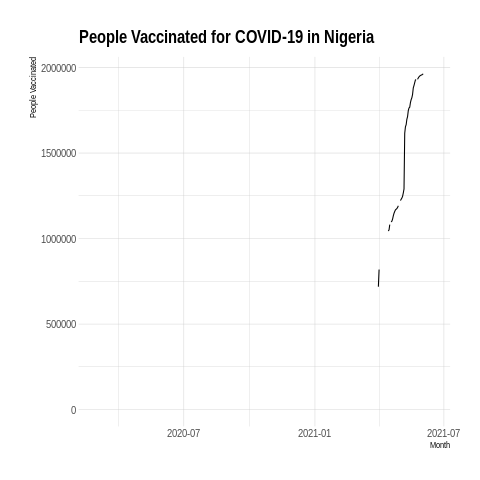 People Vaccinated for COVID-19 in Nigeria
People Vaccinated
2000000
1500000
1000000
500000
0
2020-07
2021-01
2021-07
Month